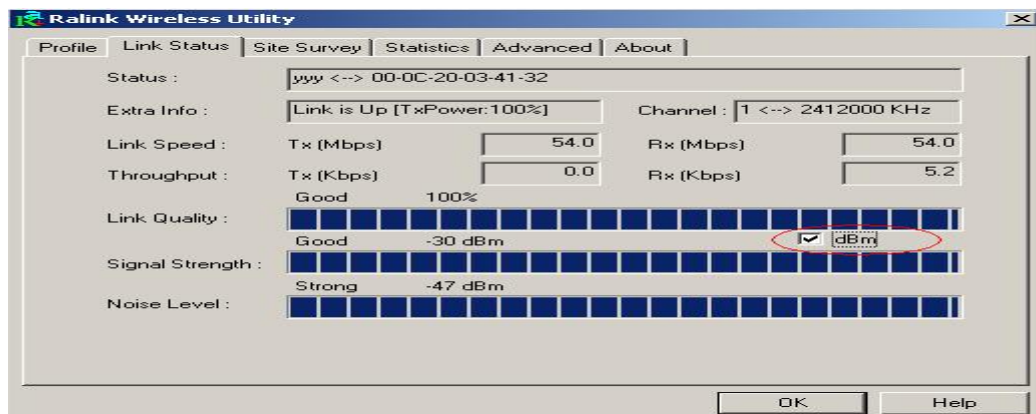 Ralink Wireless Utility
Profile Link Status Site Survey Statistics Advanced About
Status : yyy <--> 00-0C-20-03-41-32
Extra Info : Link is Up [TxPower:100%] Channel : 1 <--> 2412000 KHz
Link Speed : Tx (Mbps) 54.0 Rx (Mbps) 54.0
Throughput : Tx (Kbps) 0.0 Rx (Kbps) 5.2
Good 100%
Link Quality :
Good -30 dBm dBm
Signal Strength :
Strong -47 dBm
Noise Level :
OK Help